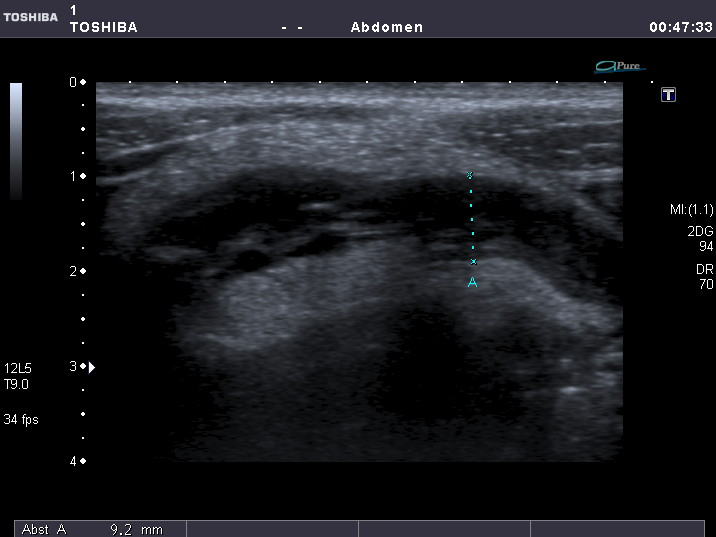 TOSHIBA
1
TOSHIBA - - Abdomen 00:47:33
Pure
T
0
1
2
3
4
MI:(1.1)
2DG
94
DR
70
12L5
T9.0
34 fps
A
Abst A 9.2 mm